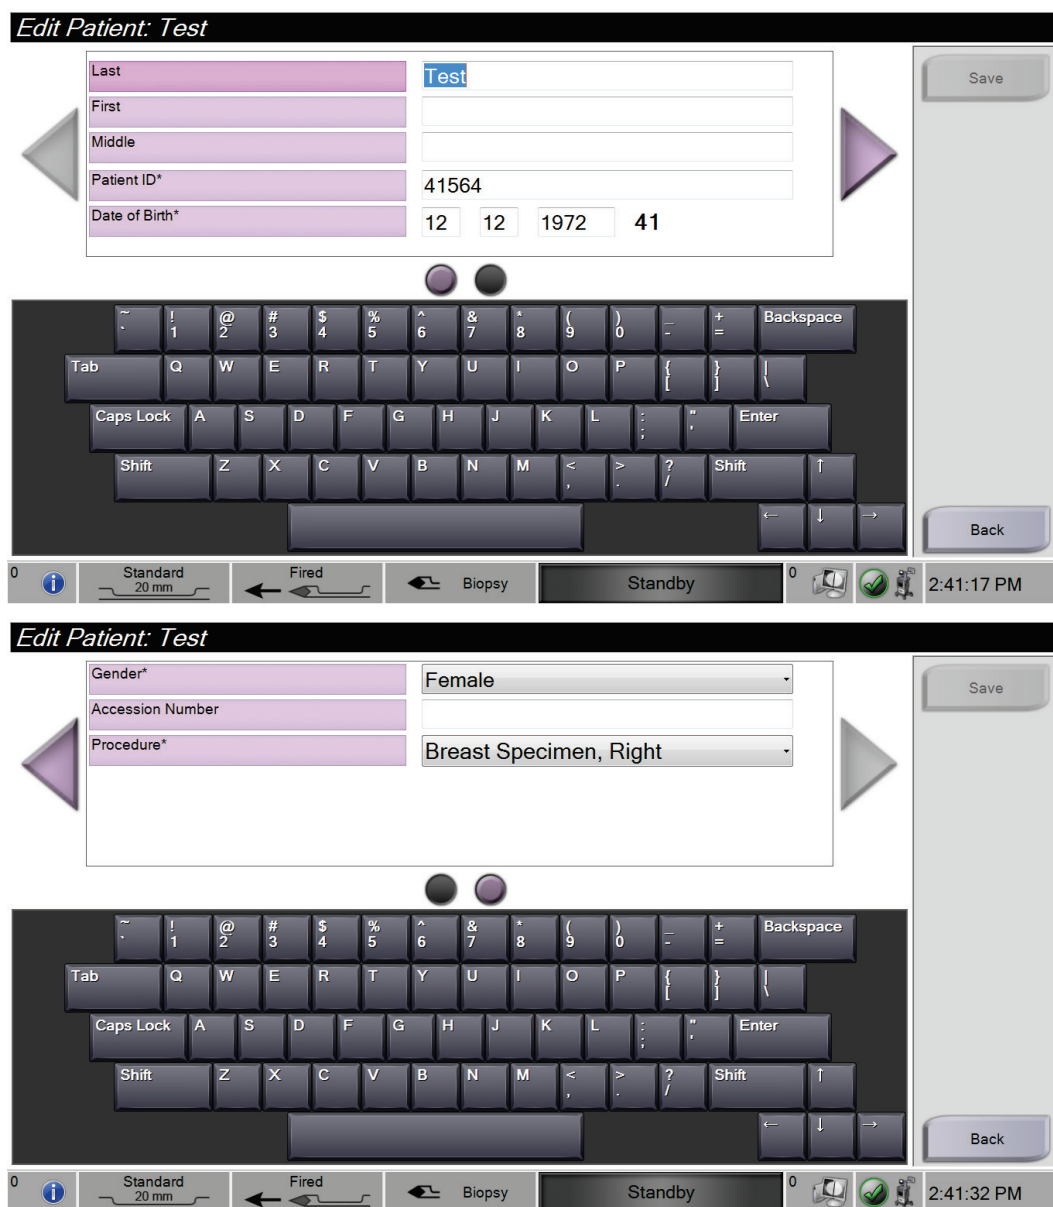 Edit Patient: Test
Last Test Save
First
Middle
Patient ID* 41564
Date of Birth* 12 12 1972 41
~ ! @ # $ % ^ & * ( ) _ + Backspace
` 1 2 3 4 5 6 7 8 9 0 - =
Tab Q W E R T Y U I O P { } |
[ ] \
Caps Lock A S D F G H J K L : " Enter
; '
Shift Z X C V B N M < > ? Shift ↑
, . /
← ↓ → Back
0 Standard Fired Biopsy Standby 0 2:41:17 PM
20 mm
Edit Patient: Test
Gender* Female Save
Accession Number
Procedure* Breast Specimen, Right
~ ! @ # $ % ^ & * ( ) _ + Backspace
` 1 2 3 4 5 6 7 8 9 0 - =
Tab Q W E R T Y U I O P { } |
[ ] \
Caps Lock A S D F G H J K L : " Enter
; '
Shift Z X C V B N M < > ? Shift ↑
, . /
← ↓ → Back
0 Standard Fired Biopsy Standby 0 2:41:32 PM
20 mm